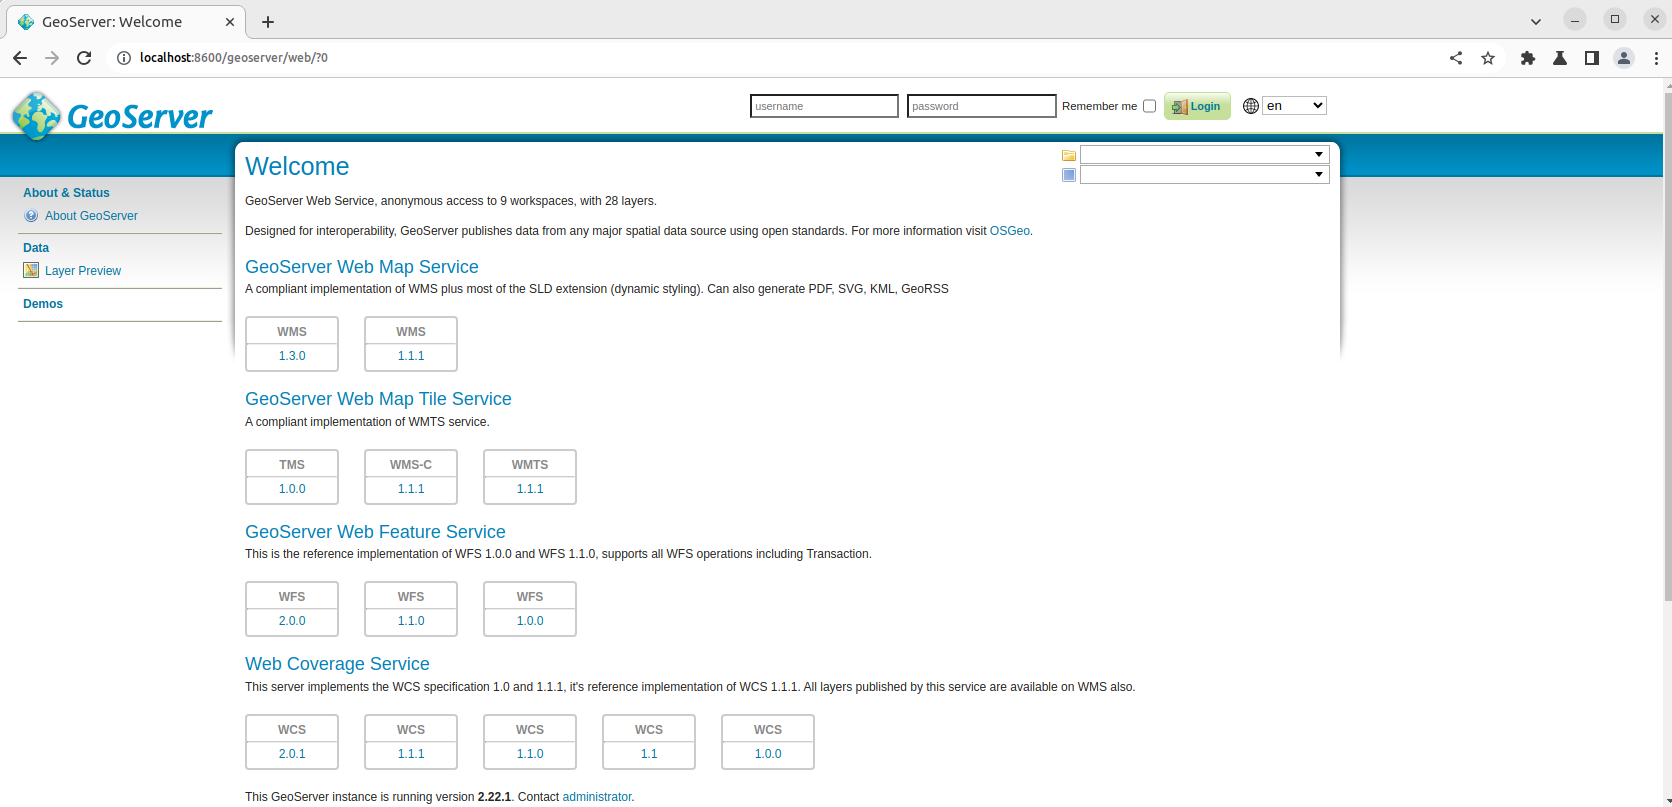 GeoServer: Welcome
localhost:8600/geoserver/web/?0
GeoServer
username password Remember me Login en
About & Status
About GeoServer
Data
Layer Preview
Demos
Welcome
GeoServer Web Service, anonymous access to 9 workspaces, with 28 layers.
Designed for interoperability, GeoServer publishes data from any major spatial data source using open standards. For more information visit OSGeo.
GeoServer Web Map Service
A compliant implementation of WMS plus most of the SLD extension (dynamic styling). Can also generate PDF, SVG, KML, GeoRSS
WMS WMS
1.3.0 1.1.1
GeoServer Web Map Tile Service
A compliant implementation of WMTS service.
TMS WMS-C WMTS
1.0.0 1.1.1 1.1.1
GeoServer Web Feature Service
This is the reference implementation of WFS 1.0.0 and WFS 1.1.0, supports all WFS operations including Transaction.
WFS WFS WFS
2.0.0 1.1.0 1.0.0
Web Coverage Service
This server implements the WCS specification 1.0 and 1.1.1, it's reference implementation of WCS 1.1.1. All layers published by this service are available on WMS also.
WCS WCS WCS WCS WCS
2.0.1 1.1.1 1.1.0 1.1 1.0.0
This GeoServer instance is running version 2.22.1. Contact administrator.